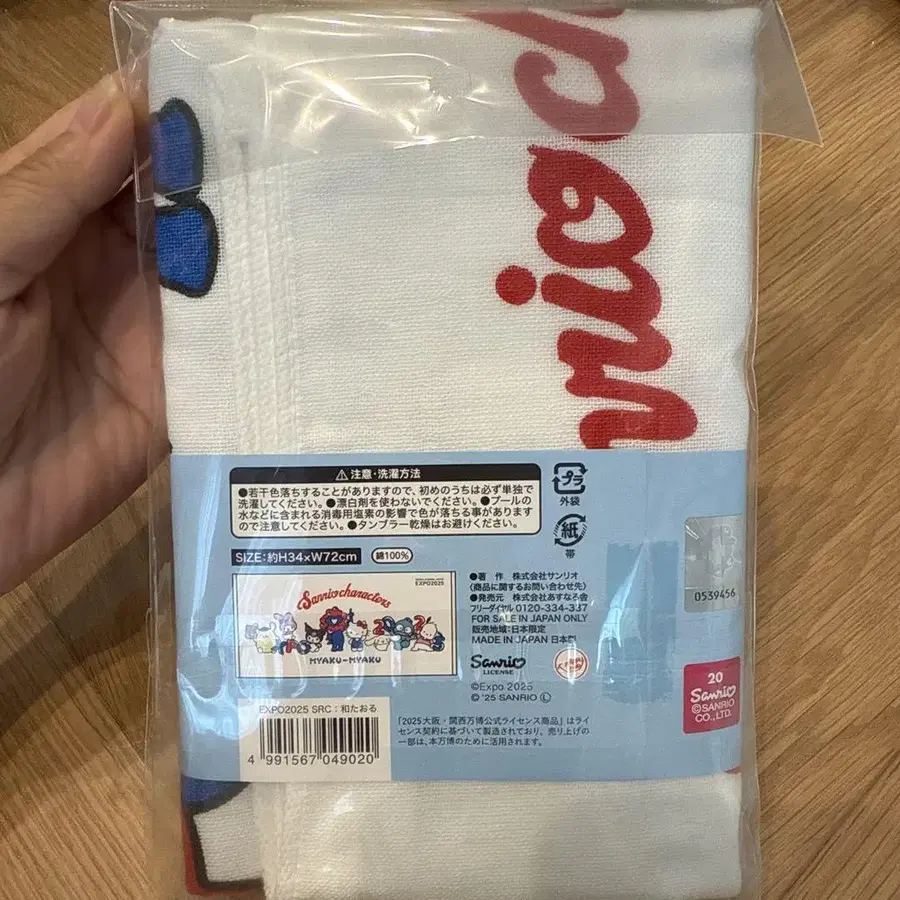 Sanrio ch
⚠注意・洗濯方法
●若干色落ちすることがありますので、初めのうちは必ず単独で
洗濯してください。●漂白剤を使わないでください。●プールの
水などに含まれる消毒用塩素の影響で色が落ちる事があります
ので注意してください。●タンブラー乾燥はお避けください。
プラ
外袋
紙
帯
SIZE:約H34×W72cm
綿100%
EXPO2025
Sanrio characters
MYAKU-MYAKU
●著 作 株式会社サンリオ
(商品に関するお問い合わせ先)
●発売元 株式会社あすなろ舎
フリーダイヤル 0120-334-337
FOR SALE IN JAPAN ONLY
販売地域:日本限定
MADE IN JAPAN 日本製
Sanrio
LICENSE
©Expo 2025
© '25 SANRIO Ⓛ
0539456
20
Sanrio
©SANRIO
CO.,LTD.
EXPO2025 SRC:和たおる
4 991567 049020
「2025大阪・関西万博公式ライセンス商品」はライ
センス契約に基づいて製造されており、売り上げの
一部は、本万博のために活用されます。